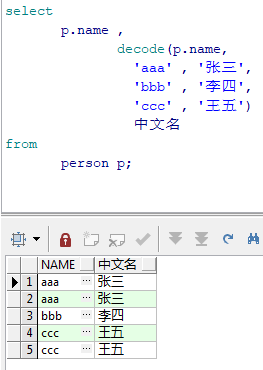 select
p.name ,
decode(p.name,
'aaa' , '张三',
'bbb' , '李四',
'ccc' , '王五')
中文名
from
person p;
NAME 中文名
1 aaa ... 张三
2 aaa ... 张三
3 bbb ... 李四
4 ccc ... 王五
5 ccc ... 王五